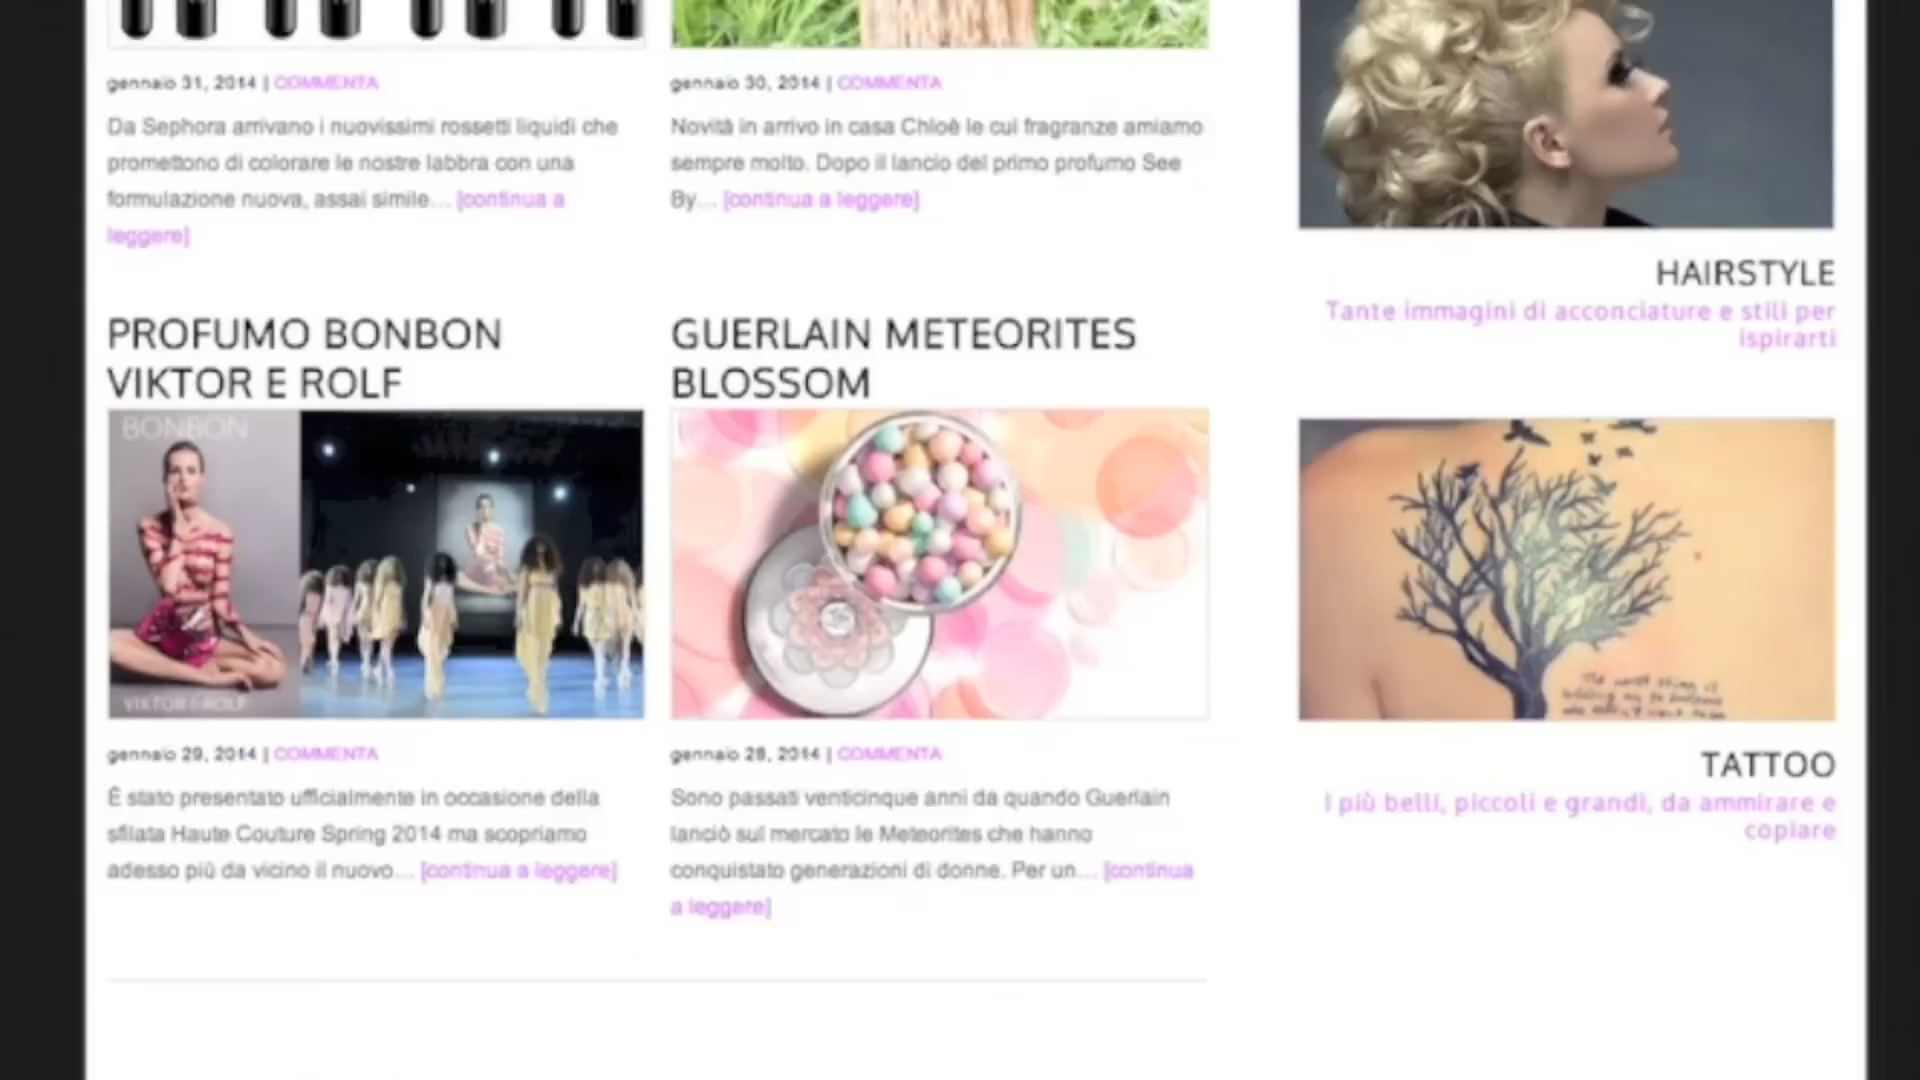 gennaio 31, 2014 | COMMENTA
Da Sephora arrivano i nuovissimi rossetti liquidi che
promettono di colorare le nostre labbra con una
formulazione nuova, assai simile... [continua a
leggere]
gennaio 30, 2014 | COMMENTA
Novità in arrivo in casa Chloè le cui fragranze amiamo
sempre molto. Dopo il lancio del primo profumo See
By... [continua a leggere]
PROFUMO BONBON
VIKTOR E ROLF
BONBON
VIKTOR & ROLF
gennaio 29, 2014 | COMMENTA
È stato presentato ufficialmente in occasione della
sfilata Haute Couture Spring 2014 ma scopriamo
adesso più da vicino il nuovo... [continua a leggere]
GUERLAIN METEORITES
BLOSSOM
gennaio 28, 2014 | COMMENTA
Sono passati venticinque anni da quando Guerlain
lanciò sul mercato le Meteorites che hanno
conquistato generazioni di donne. Per un... [continua
a leggere]
HAIRSTYLE
Tante immagini di acconciature e stili per
ispirarti
TATTOO
I più belli, piccoli e grandi, da ammirare e
copiare